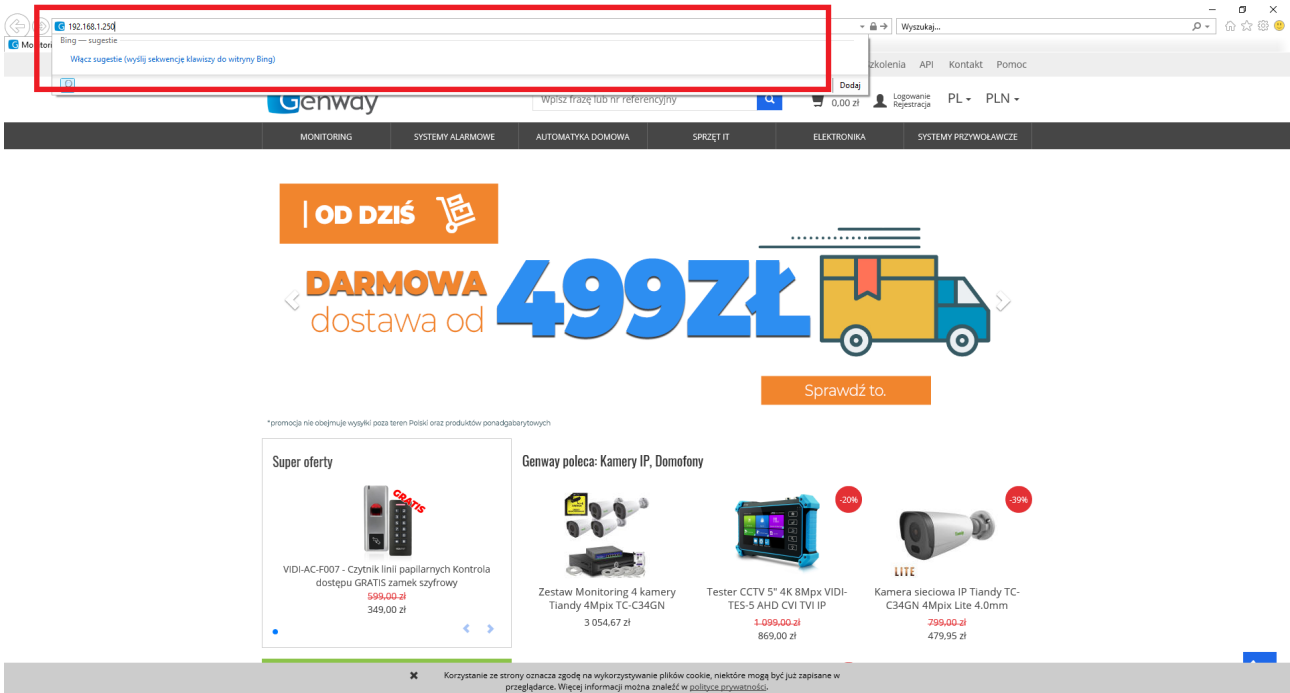 192.168.1.250
Wyszukaj...
Bing — sugestie
Włącz sugestie (wyślij sekwencję klawiszy do witryny Bing)
Dodaj
API Kontakt Pomoc
Genway
Wpisz frazę lub nr referencyjny
0,00 zł
Logowanie
Rejestracja
PL
PLN
MONITORING
SYSTEMY ALARMOWE
AUTOMATYKA DOMOWA
SPRZĘT IT
ELEKTRONIKA
SYSTEMY PRZYWOŁAWCZE
OD DZIŚ
DARMOWA
dostawa od
499ZŁ
Sprawdź to.
*promocja nie obejmuje wysyłki poza teren Polski oraz produktów ponadgabarytowych
Super oferty
GRATIS
VIDI-AC-F007 - Czytnik linii papilarnych Kontrola
dostępu GRATIS zamek szyfrowy
599,00 zł
349,00 zł
Genway poleca: Kamery IP, Domofony
Zestaw Monitoring 4 kamery
Tiandy 4Mpix TC-C34GN
3 054,67 zł
-20%
Tester CCTV 5" 4K 8Mpx VIDI-
TES-5 AHD CVI TVI IP
1 099,00 zł
869,00 zł
-39%
LITE
Kamera sieciowa IP Tiandy TC-
C34GN 4Mpix Lite 4.0mm
799,00 zł
479,95 zł
Korzystanie ze strony oznacza zgodę na wykorzystywanie plików cookie, niektóre mogą być już zapisane w
przeglądarce. Więcej informacji można znaleźć w polityce prywatności.